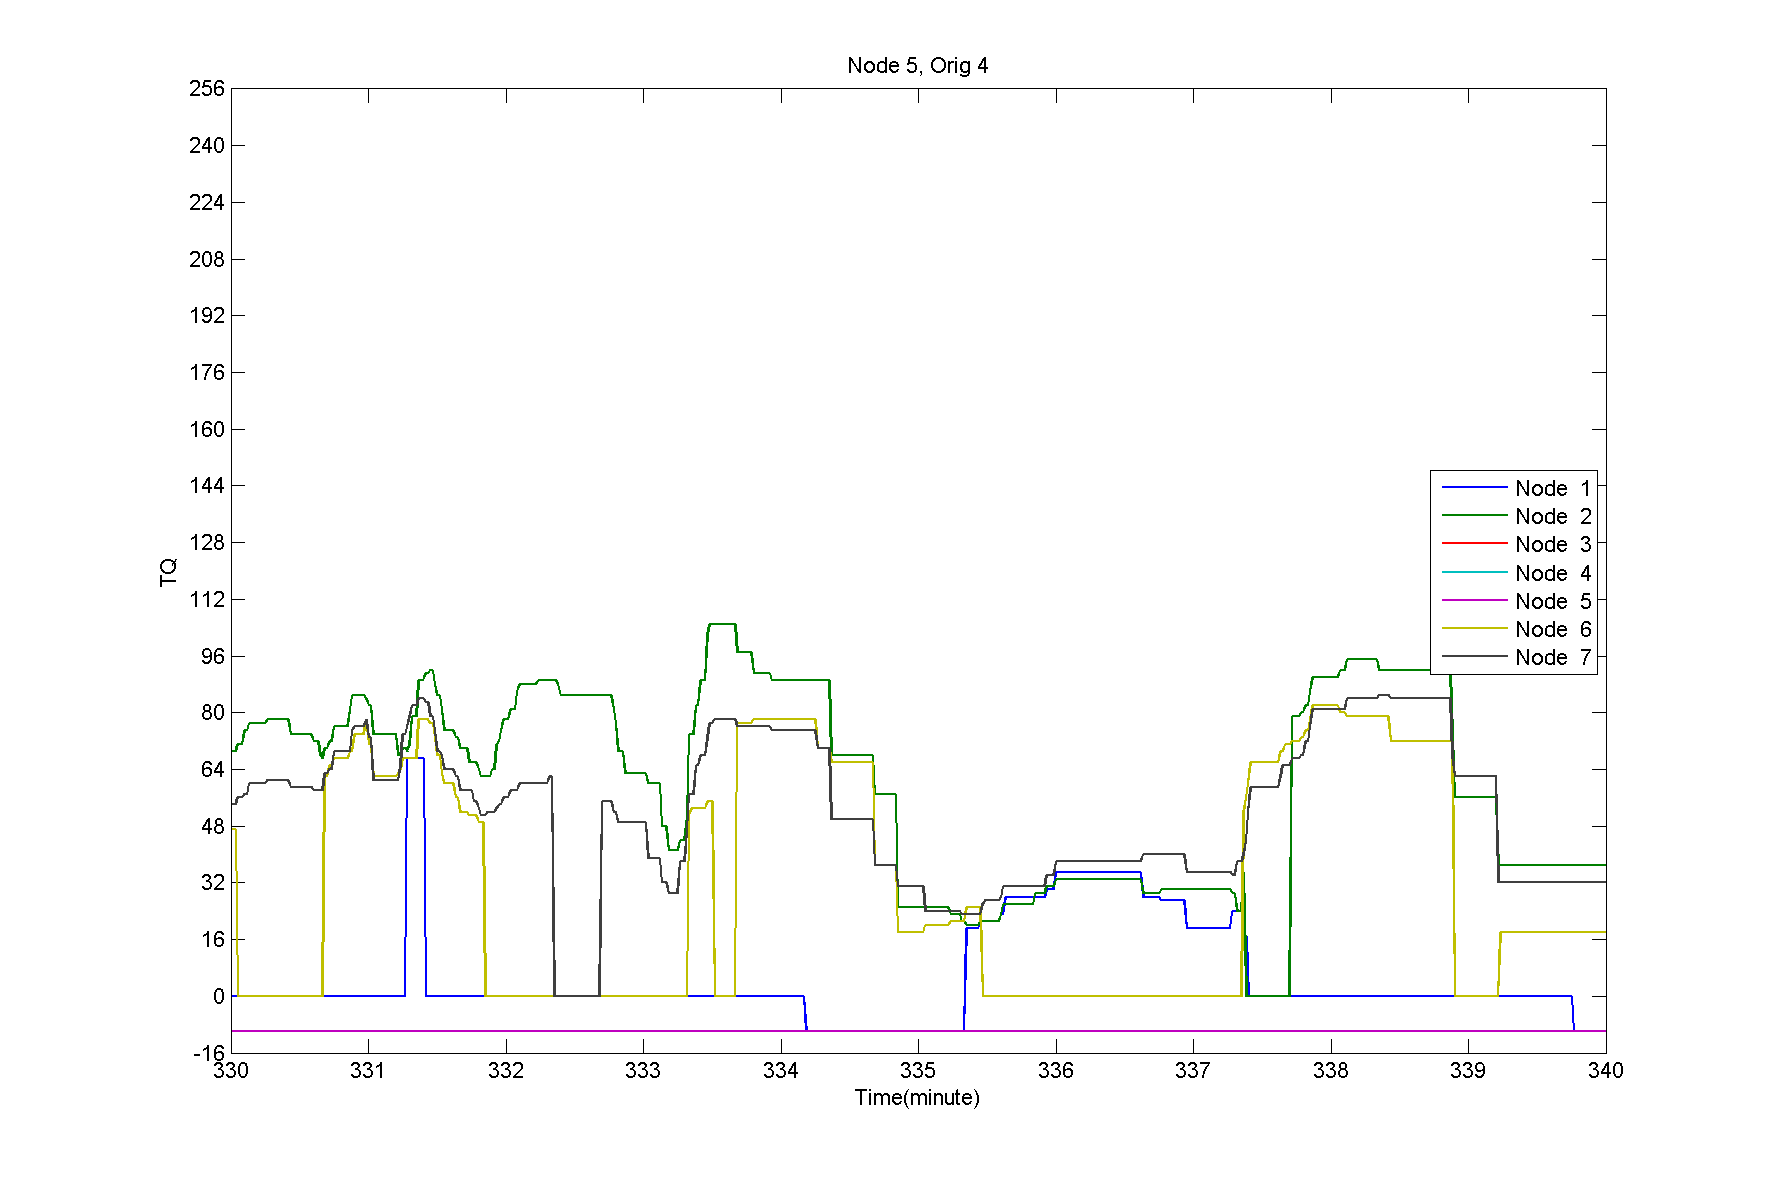 Node 5, Orig 4
256
240
224
208
192
176
160
144
128
112
96
80
64
48
32
16
0
-16
TQ
Node 1
Node 2
Node 3
Node 4
Node 5
Node 6
Node 7
330 331 332 333 334 335 336 337 338 339 340
Time(minute)